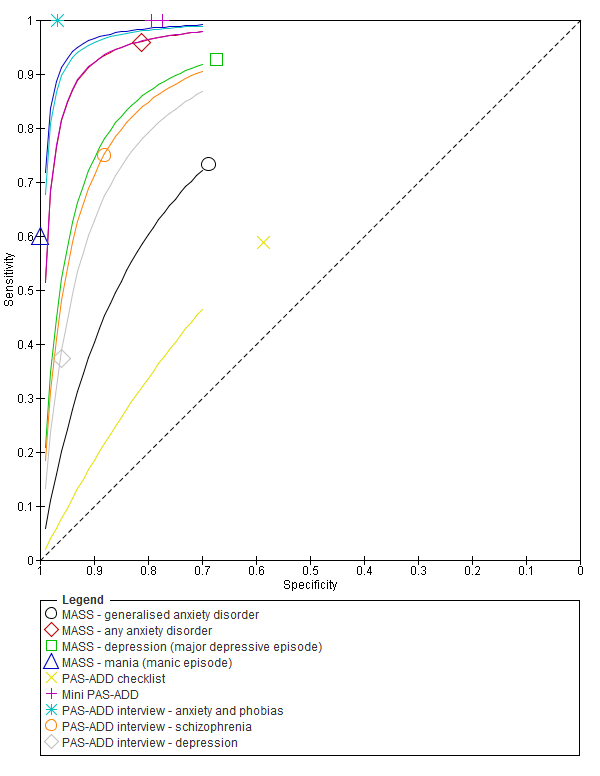 1
0.9
0.8
0.7
0.6
0.5
0.4
0.3
0.2
0.1
0
Sensitivity
1 0.9 0.8 0.7 0.6 0.5 0.4 0.3 0.2 0.1 0
Specificity
Legend
MASS - generalised anxiety disorder
MASS - any anxiety disorder
MASS - depression (major depressive episode)
MASS - mania (manic episode)
PAS-ADD checklist
Mini PAS-ADD
PAS-ADD interview - anxiety and phobias
PAS-ADD interview - schizophrenia
PAS-ADD interview - depression